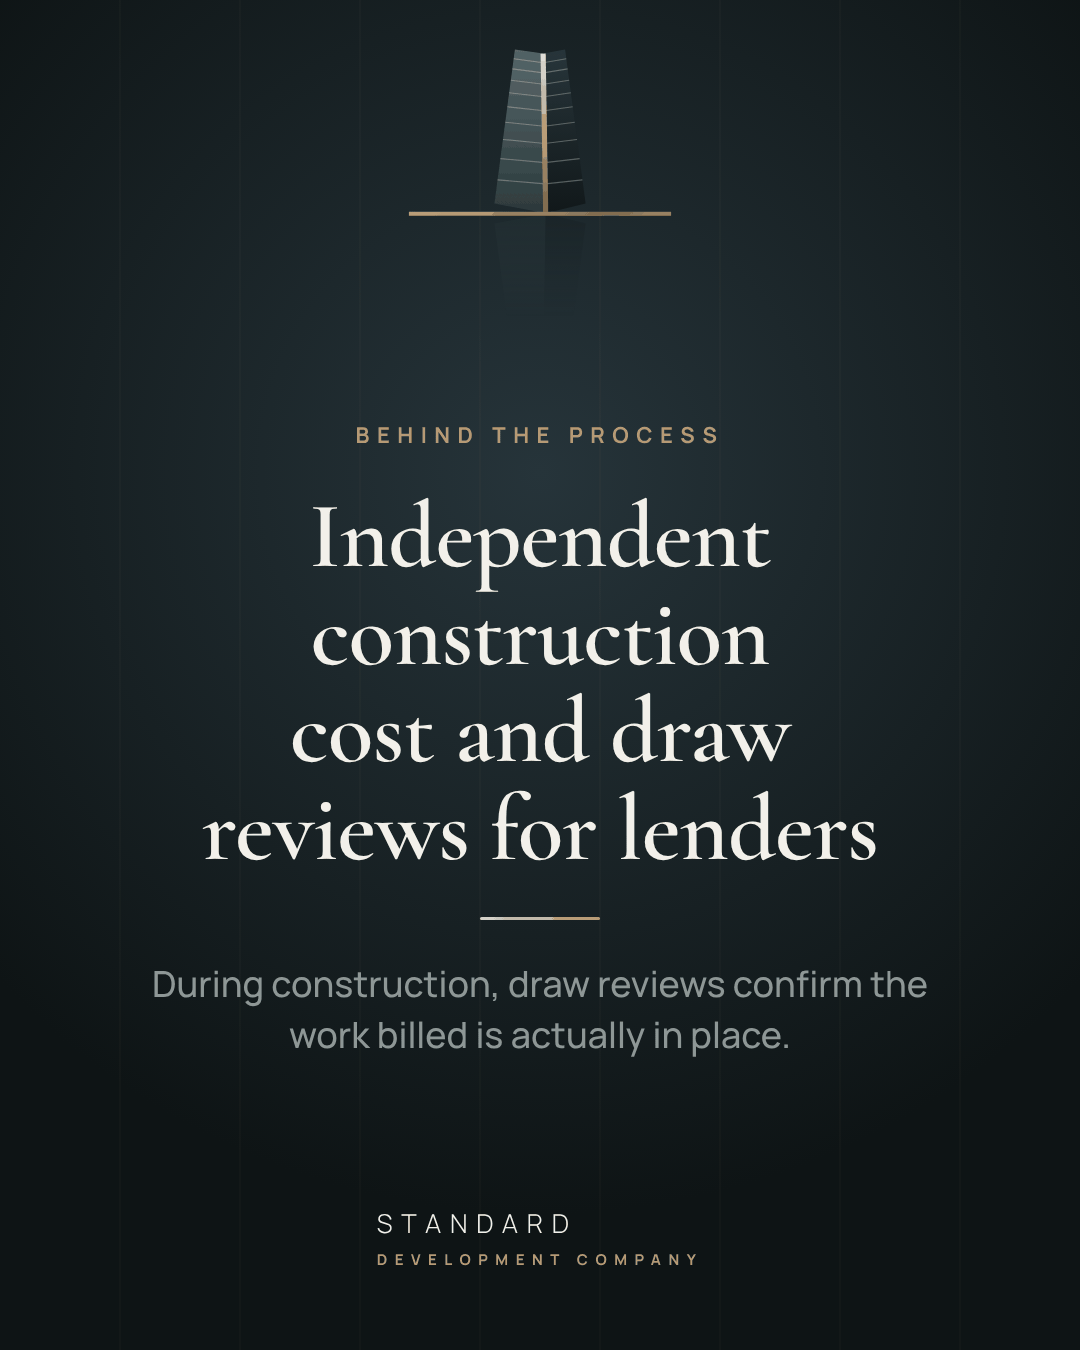 BEHIND THE PROCESS
Independent
construction
cost and draw
reviews for lenders
During construction, draw reviews confirm the
work billed is actually in place.
STANDARD
DEVELOPMENT COMPANY